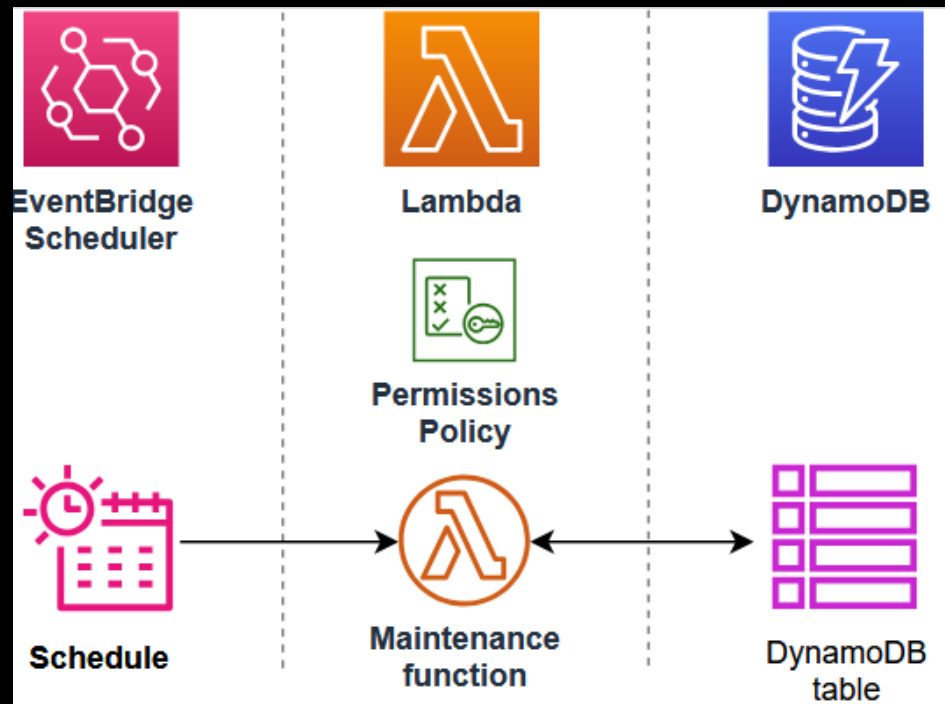 EventBridge
Scheduler
Lambda
DynamoDB
Permissions
Policy
Schedule
Maintenance
function
DynamoDB
table